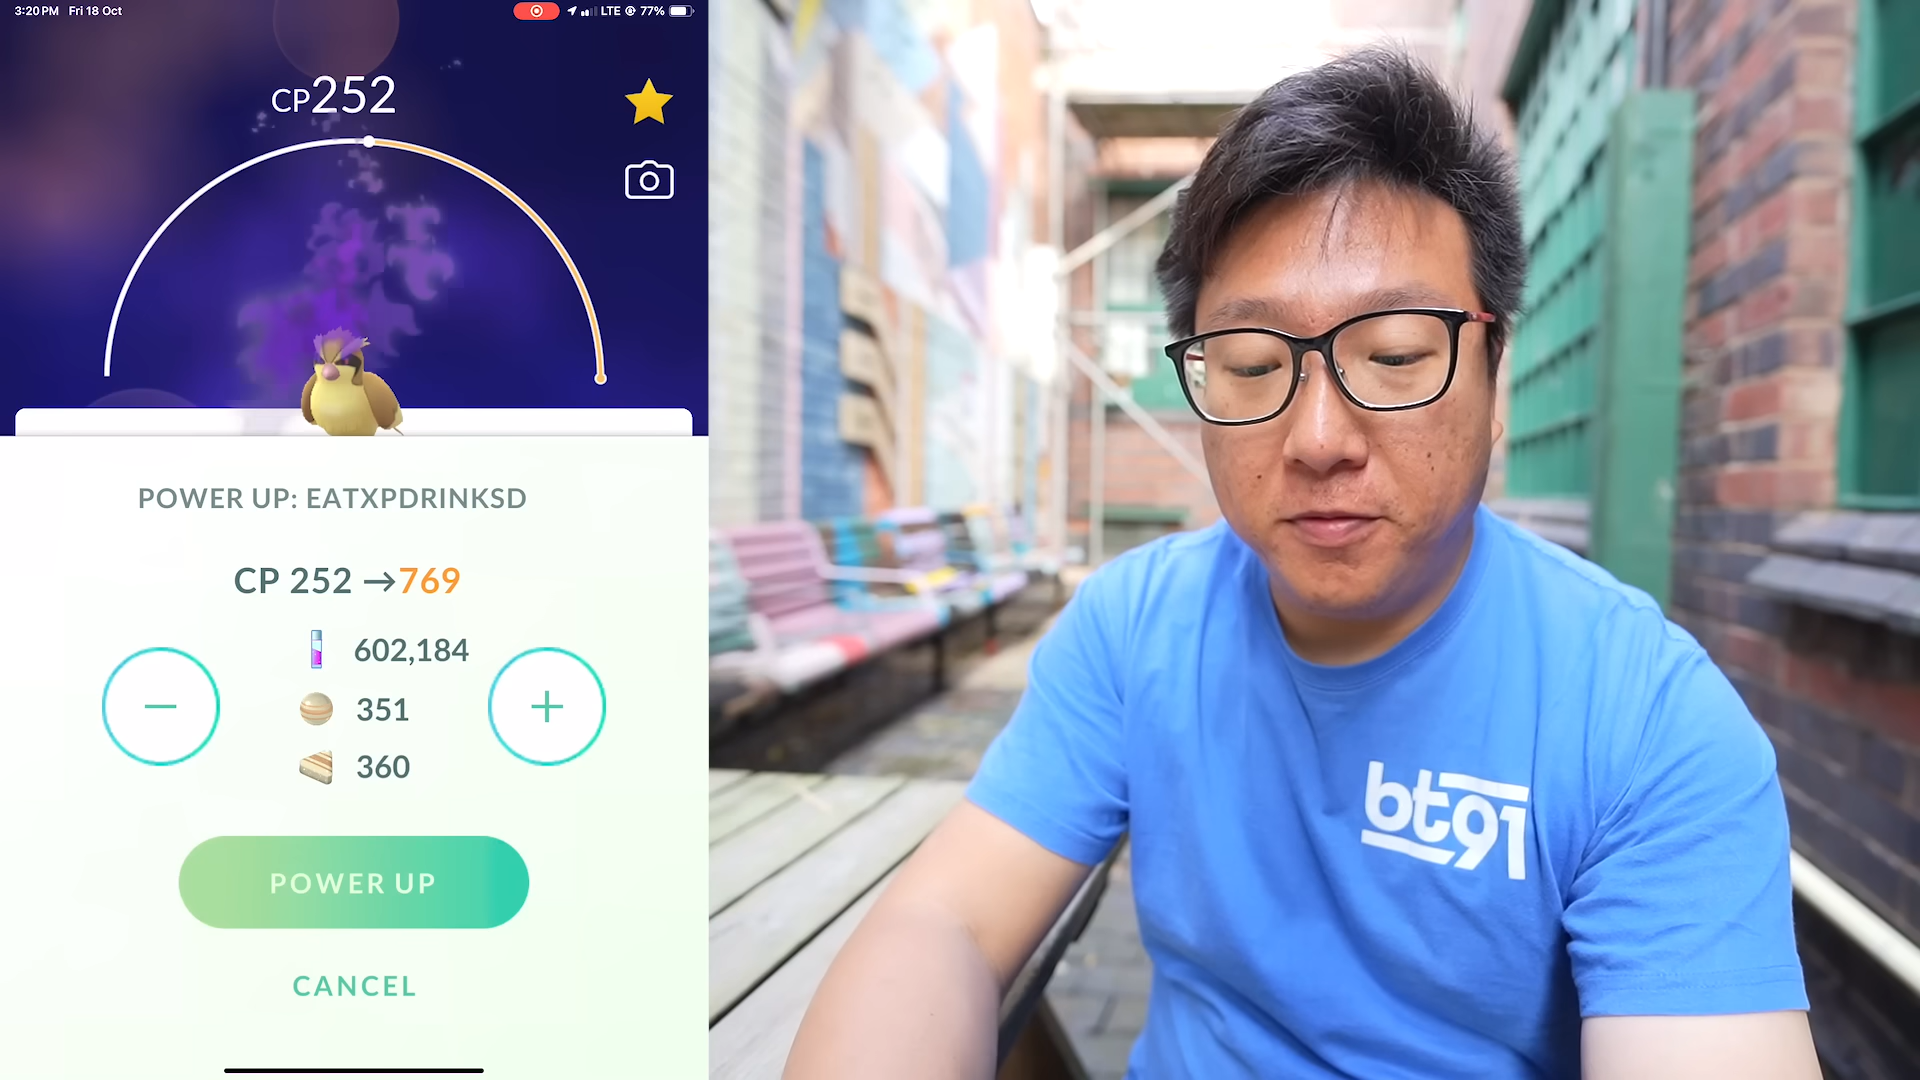 3:20 PM Fri 18 Oct
LTE 77%
CP252
POWER UP: EATXPDRINKSD
CP 252 →769
602,184
351
360
POWER UP
CANCEL
bt91